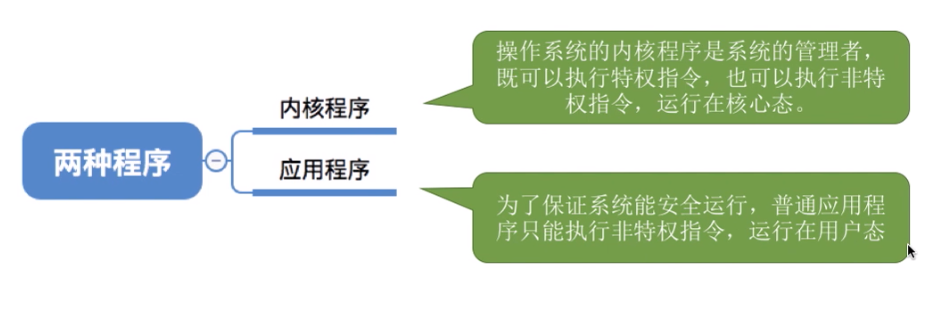 操作系统的内核程序是系统的管理者，
既可以执行特权指令，也可以执行非特
权指令，运行在核心态。
内核程序
两种程序
应用程序
为了保证系统能安全运行，普通应用程
序只能执行非特权指令，运行在用户态